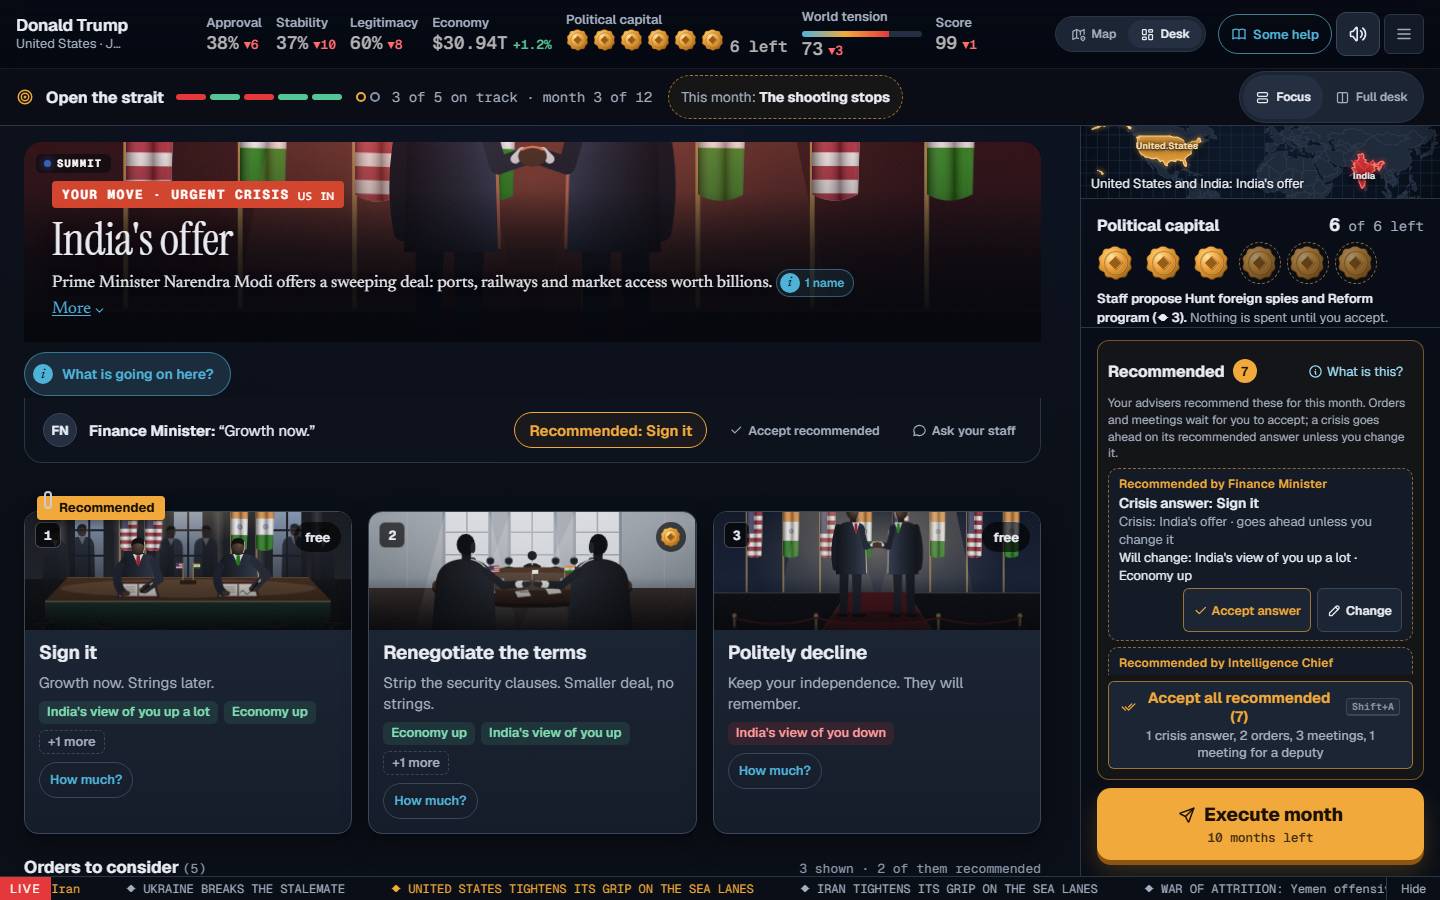 Donald Trump
United States · J...
Approval
38% ▾6
Stability
37% ▾10
Legitimacy
60% ▾8
Economy
$30.94T +1.2%
Political capital
6 left
World tension
73 ▾3
Score
99 ▾1
Map
Desk
Some help
Open the strait
3 of 5 on track · month 3 of 12
This month: The shooting stops
Focus
Full desk
SUMMIT
YOUR MOVE · URGENT CRISIS US IN
India's offer
Prime Minister Narendra Modi offers a sweeping deal: ports, railways and market access worth billions. i 1 name
More
i What is going on here?
FN Finance Minister: “Growth now.”
Recommended: Sign it
Accept recommended
Ask your staff
Recommended
1
free
Sign it
Growth now. Strings later.
India's view of you up a lot
Economy up
+1 more
How much?
2
Renegotiate the terms
Strip the security clauses. Smaller deal, no
strings.
Economy up
India's view of you up
+1 more
How much?
3
free
Politely decline
Keep your independence. They will
remember.
India's view of you down
How much?
Orders to consider (5)
3 shown · 2 of them recommended
United States
India
United States and India: India's offer
Political capital
6 of 6 left
Staff propose Hunt foreign spies and Reform
program (◆ 3). Nothing is spent until you accept.
Recommended 7
What is this?
Your advisers recommend these for this month. Orders
and meetings wait for you to accept; a crisis goes
ahead on its recommended answer unless you change
it.
Recommended by Finance Minister
Crisis answer: Sign it
Crisis: India's offer · goes ahead unless you
change it
Will change: India's view of you up a lot ·
Economy up
Accept answer
Change
Recommended by Intelligence Chief
Accept all recommended
(7)
Shift+A
1 crisis answer, 2 orders, 3 meetings, 1
meeting for a deputy
Execute month
10 months left
LIVE
Iran ◆ UKRAINE BREAKS THE STALEMATE ◆ UNITED STATES TIGHTENS ITS GRIP ON THE SEA LANES ◆ IRAN TIGHTENS ITS GRIP ON THE SEA LANES ◆ WAR OF ATTRITION: Yemen offensi
Hide